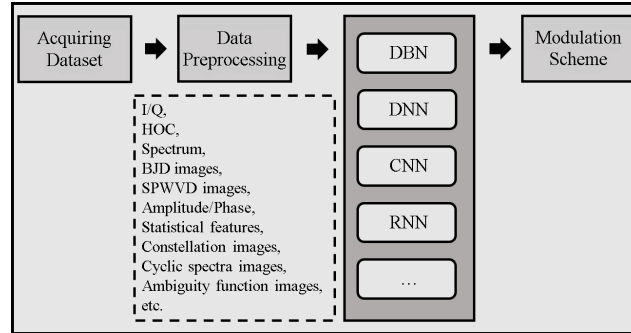 Acquiring
Dataset
Data
Preprocessing
DBN
DNN
CNN
RNN
...
Modulation
Scheme
I/Q,
HOC,
Spectrum,
BJD images,
SPWVD images,
Amplitude/Phase,
Statistical features,
Constellation images,
Cyclic spectra images,
Ambiguity function images,
etc.